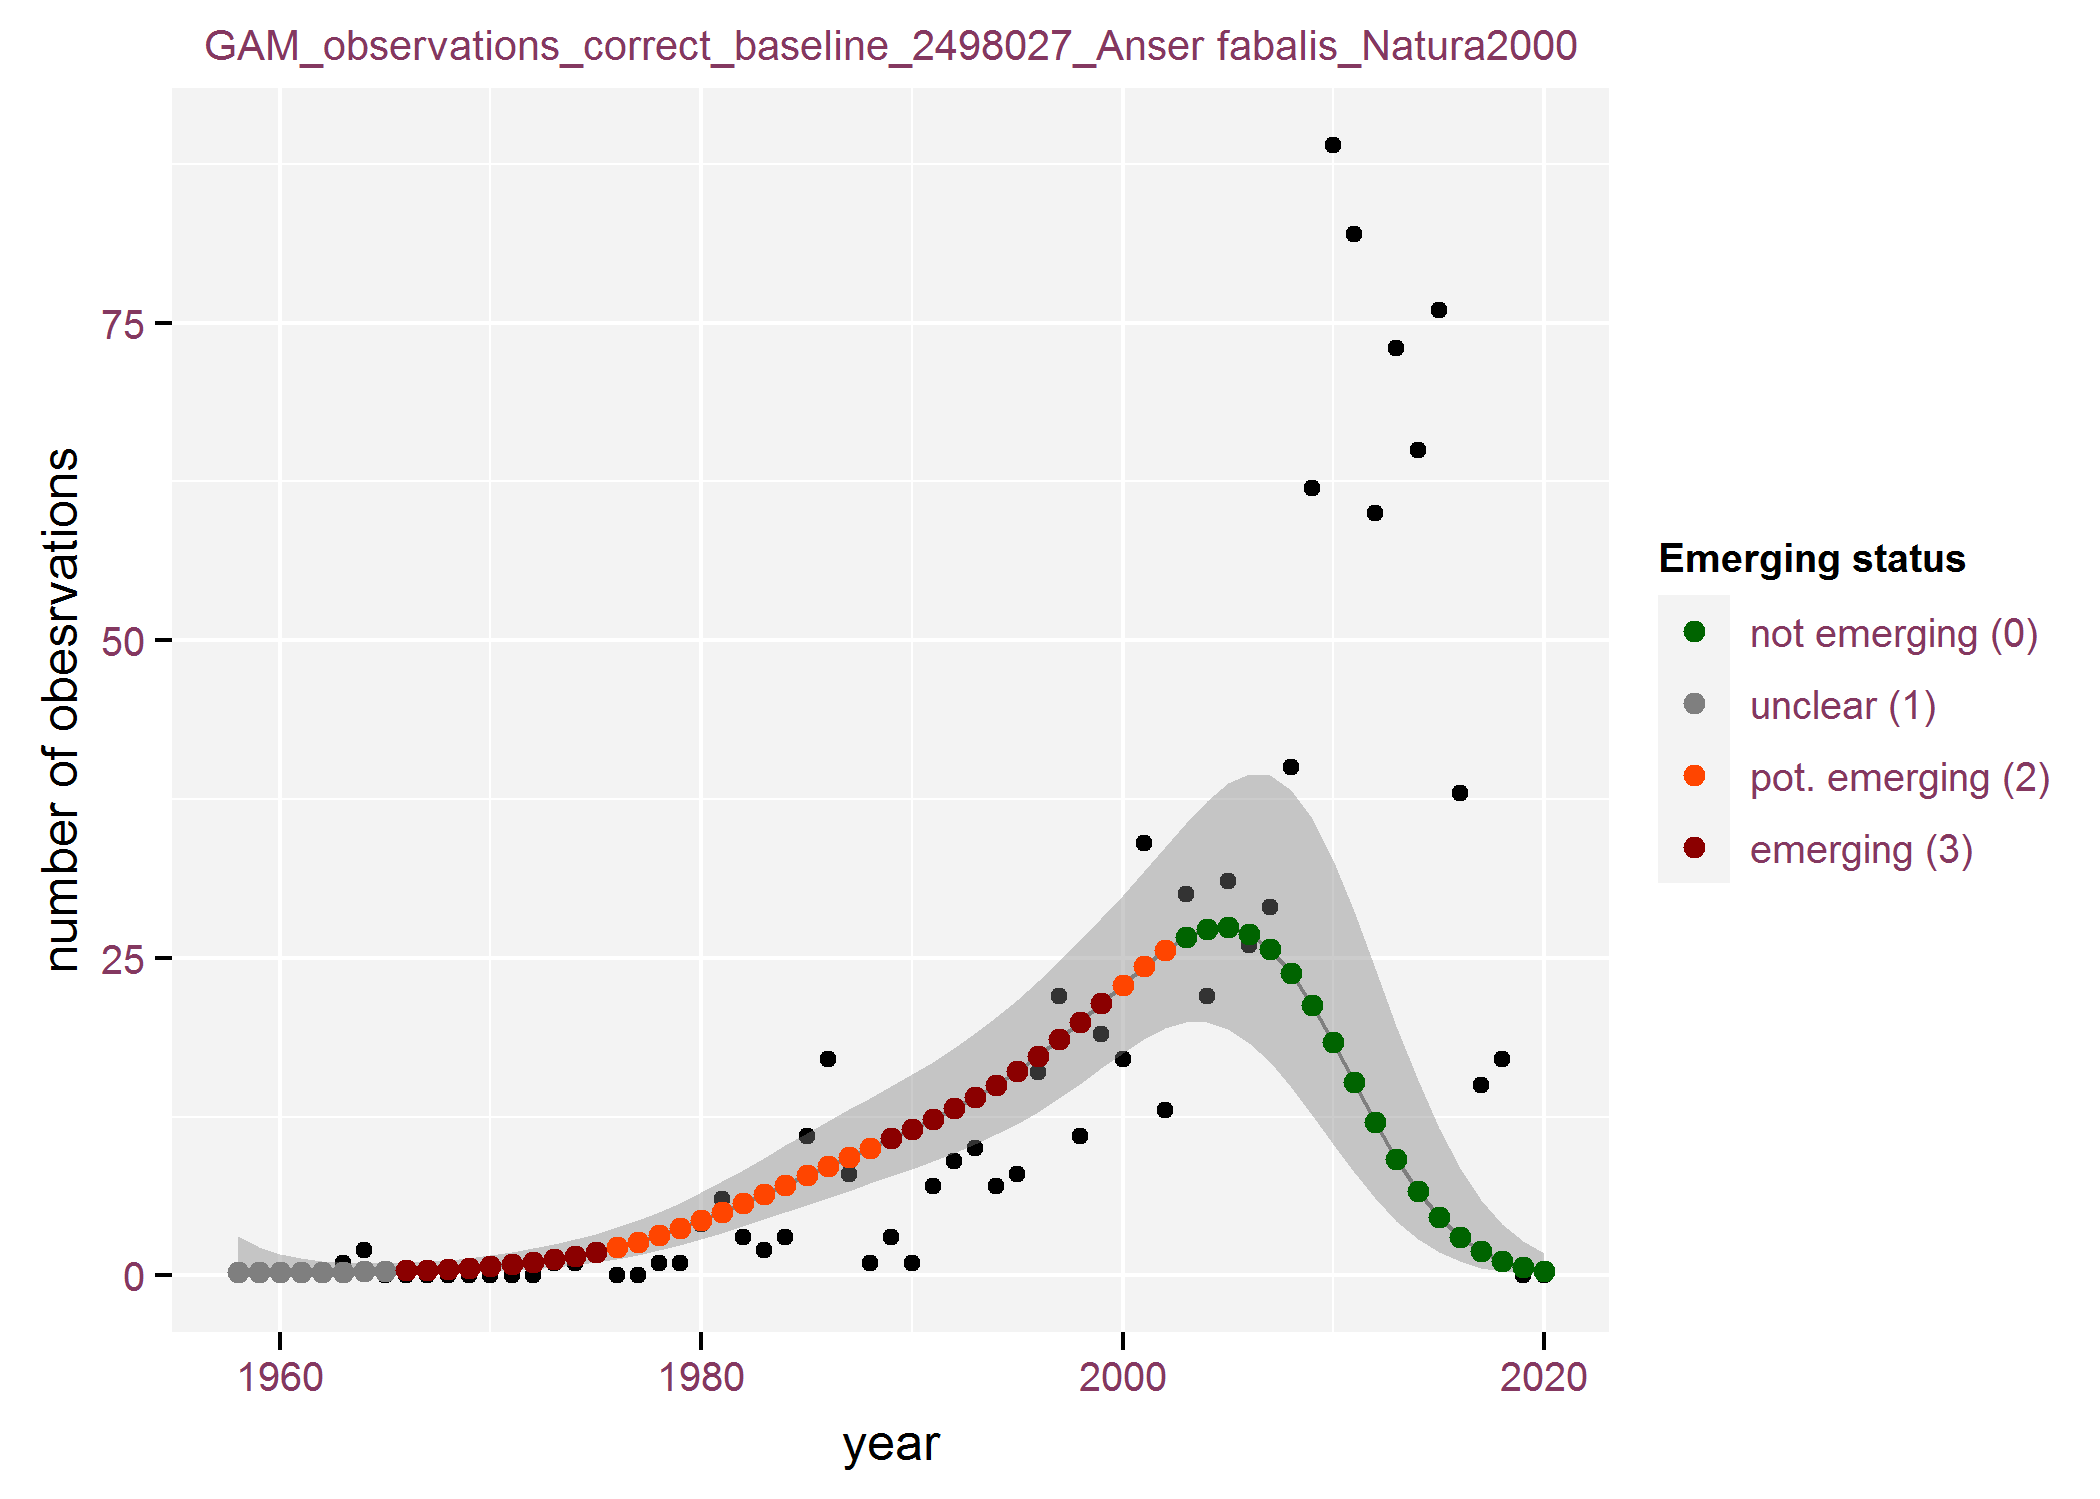 GAM_observations_correct_baseline_2498027_Anser fabalis_Natura2000
number of obesrvations
75
50
25
0
1960
1980
2000
2020
year
Emerging status
not emerging (0)
unclear (1)
pot. emerging (2)
emerging (3)